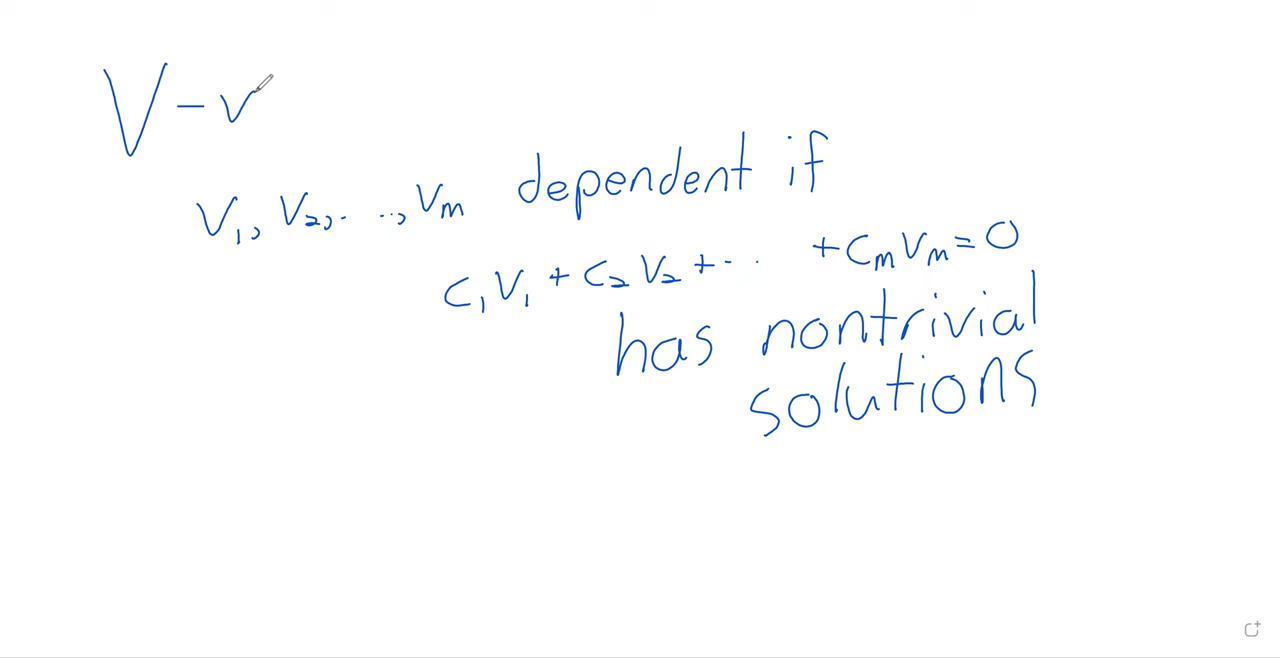 V - v
v₁, v₂, . . ., vₘ dependent if
c₁v₁ + c₂v₂ + . . . + cₘvₘ = 0
has nontrivial
solutions